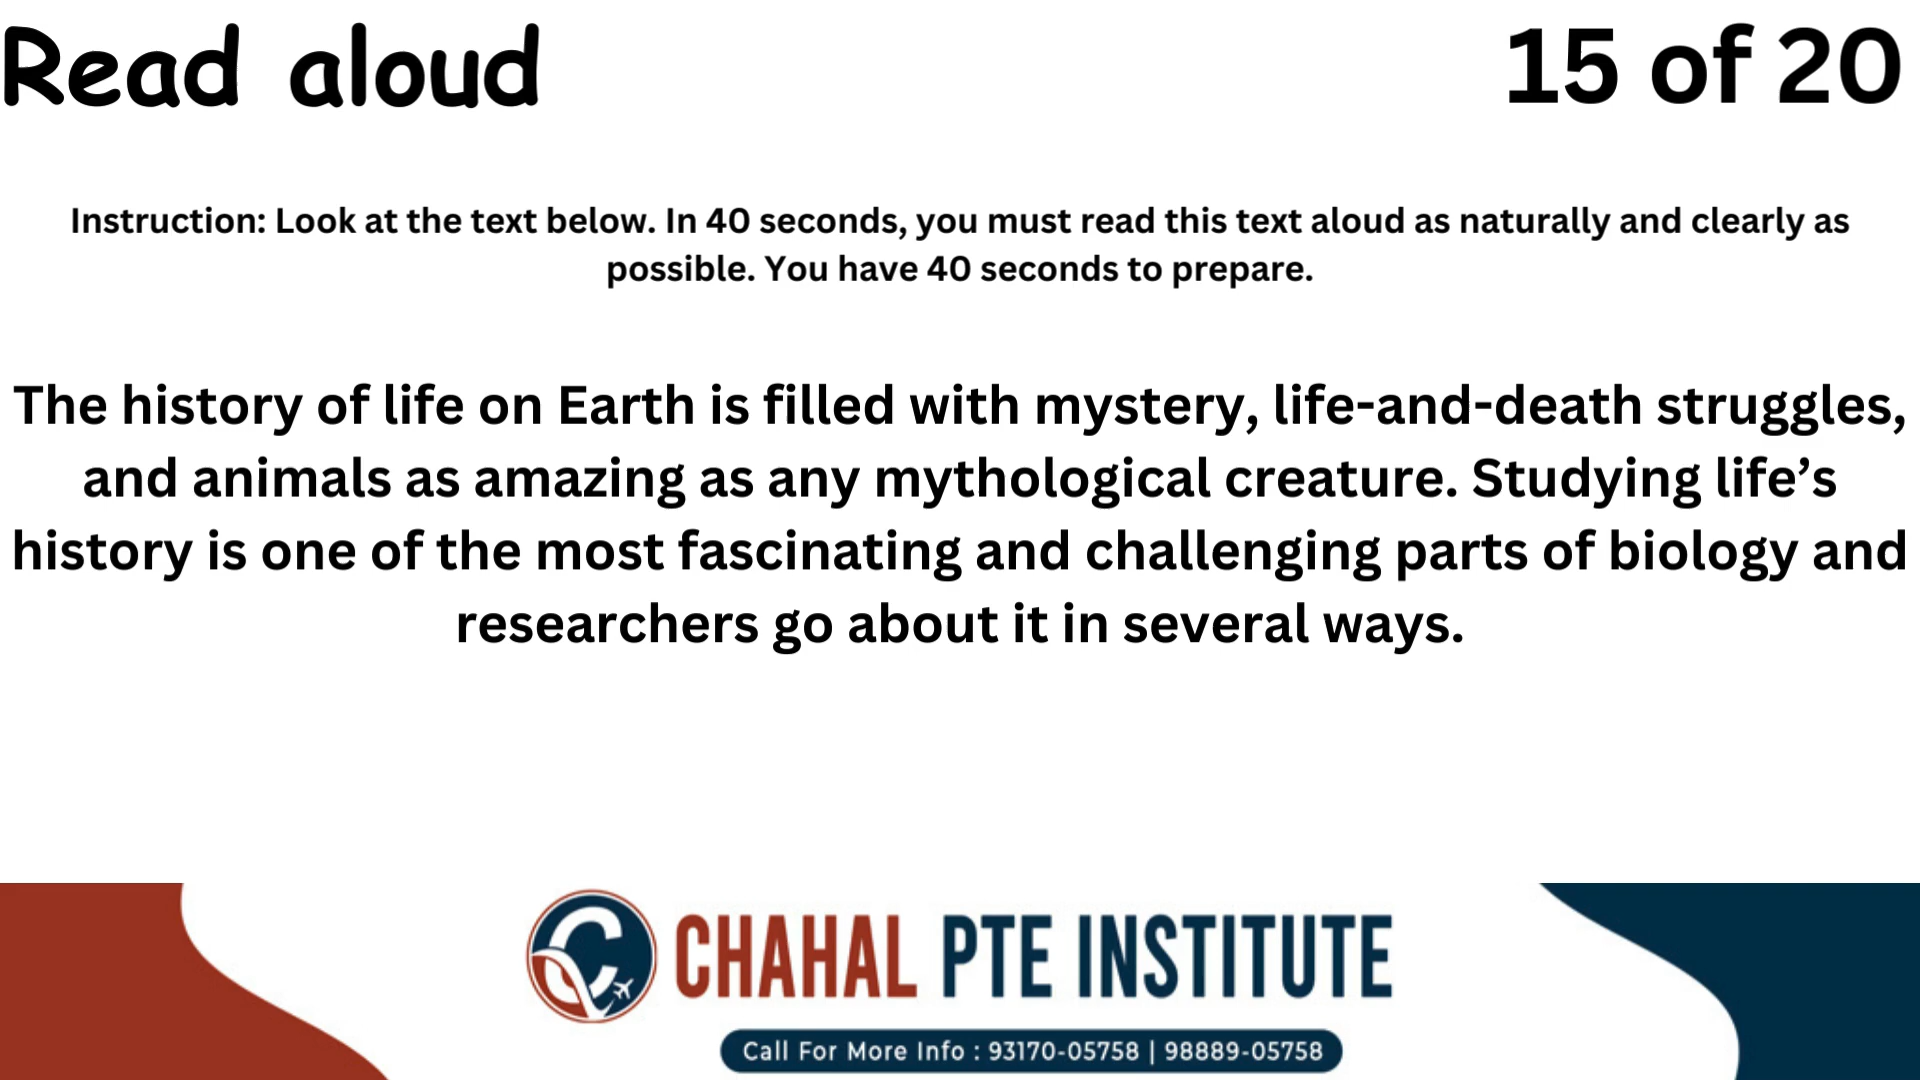 Read aloud
15 of 20
Instruction: Look at the text below. In 40 seconds, you must read this text aloud as naturally and clearly as
possible. You have 40 seconds to prepare.
The history of life on Earth is filled with mystery, life-and-death struggles,
and animals as amazing as any mythological creature. Studying life’s
history is one of the most fascinating and challenging parts of biology and
researchers go about it in several ways.
CHAHAL PTE INSTITUTE
Call For More Info : 93170-05758 | 98889-05758